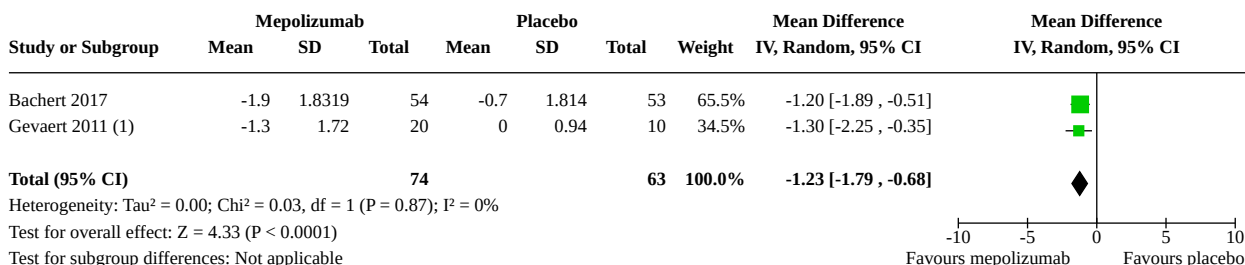 Mepolizumab Placebo Mean Difference Mean Difference
Study or Subgroup Mean SD Total Mean SD Total Weight IV, Random, 95% CI IV, Random, 95% CI
Bachert 2017 -1.9 1.8319 54 -0.7 1.814 53 65.5% -1.20 [-1.89 , -0.51]
Gevaert 2011 (1) -1.3 1.72 20 0 0.94 10 34.5% -1.30 [-2.25 , -0.35]
Total (95% CI) 74 63 100.0% -1.23 [-1.79 , -0.68]
Heterogeneity: Tau² = 0.00; Chi² = 0.03, df = 1 (P = 0.87); I² = 0%
Test for overall effect: Z = 4.33 (P < 0.0001)
-10 -5 0 5 10
Test for subgroup differences: Not applicable Favours mepolizumab Favours placebo